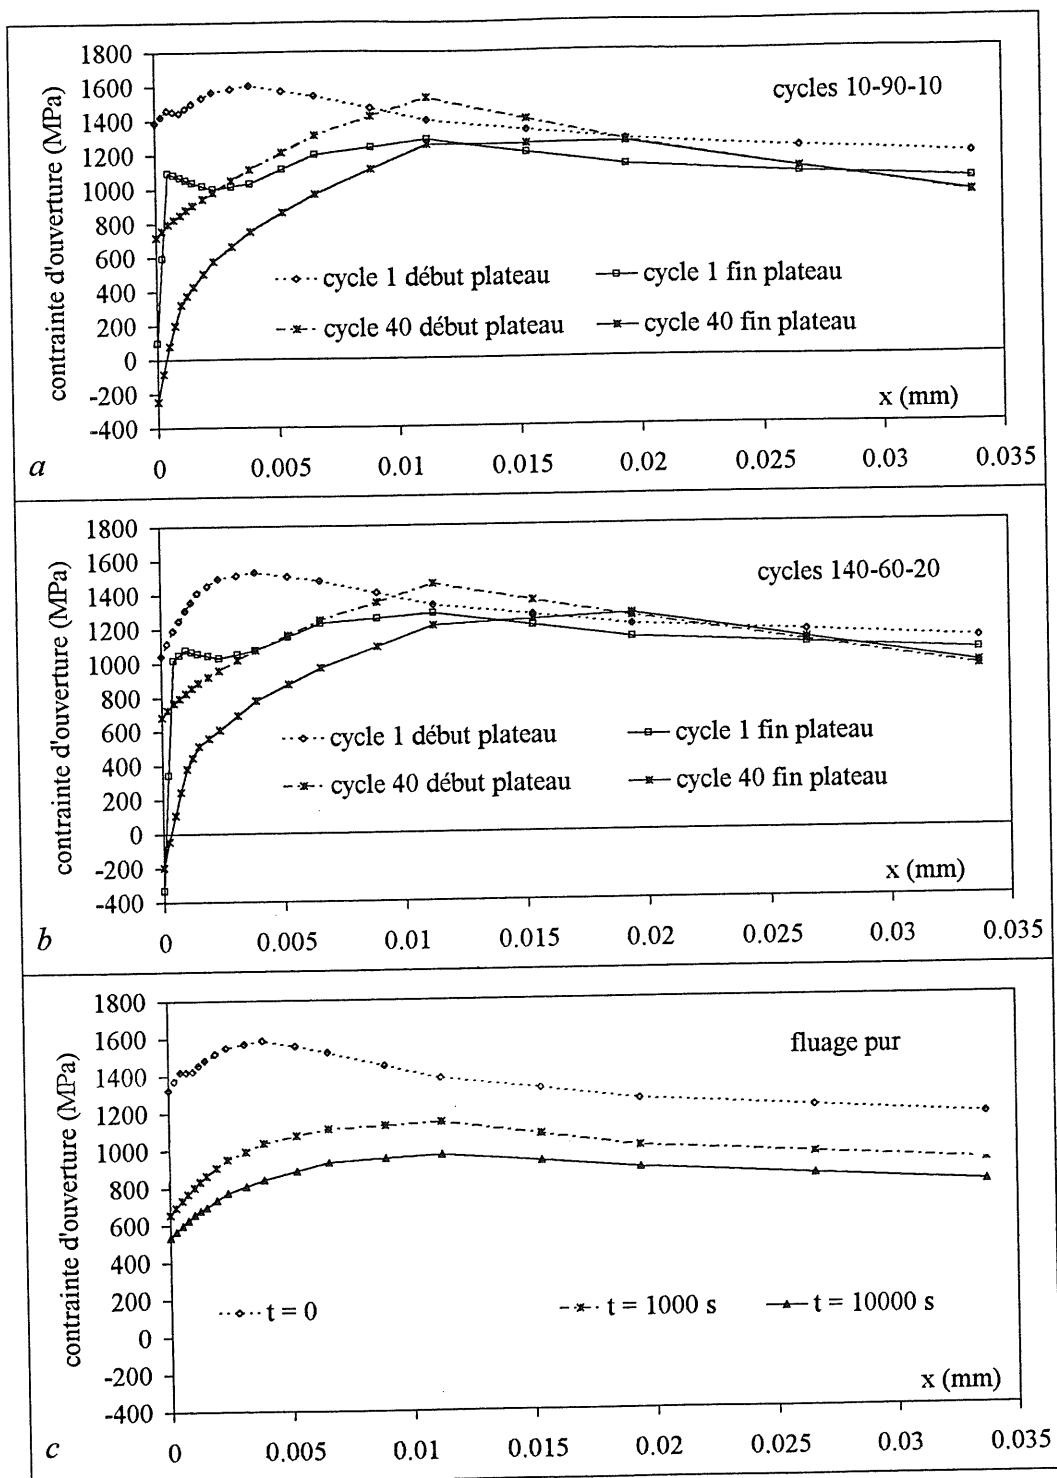 1800
1600
1400
1200
1000
800
600
400
200
0
-200
-400
contrainte d'ouverture (MPa)
cycles 10-90-10
cycle 1 début plateau
cycle 1 fin plateau
cycle 40 début plateau
cycle 40 fin plateau
x (mm)
a
0 0.005 0.01 0.015 0.02 0.025 0.03 0.035
1800
1600
1400
1200
1000
800
600
400
200
0
-200
-400
contrainte d'ouverture (MPa)
cycles 140-60-20
cycle 1 début plateau
cycle 1 fin plateau
cycle 40 début plateau
cycle 40 fin plateau
x (mm)
b
0 0.005 0.01 0.015 0.02 0.025 0.03 0.035
1800
1600
1400
1200
1000
800
600
400
200
0
-200
-400
contrainte d'ouverture (MPa)
fluage pur
t = 0
t = 1000 s
t = 10000 s
x (mm)
c
0 0.005 0.01 0.015 0.02 0.025 0.03 0.035